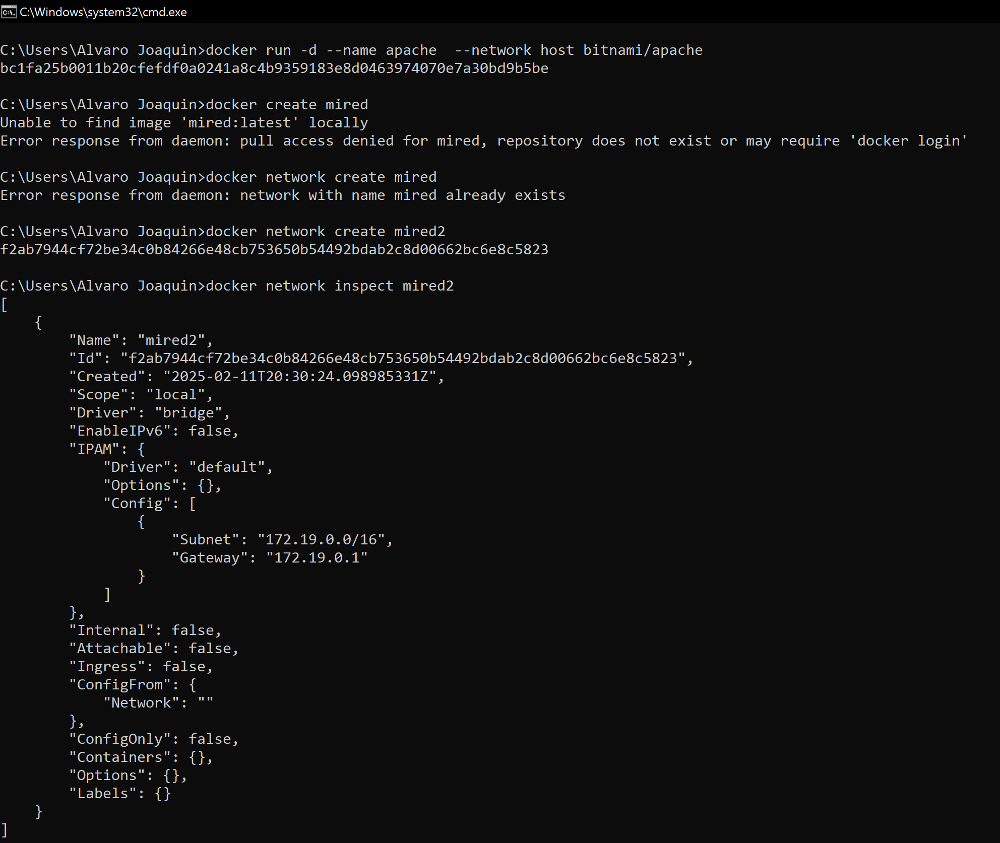 C:\Windows\system32\cmd.exe
C:\Users\Alvaro Joaquin>docker run -d --name apache  --network host bitnami/apache
bc1fa25b0011b20cfefdf0a0241a8c4b9359183e8d0463974070e7a30bd9b5be
C:\Users\Alvaro Joaquin>docker create mired
Unable to find image 'mired:latest' locally
Error response from daemon: pull access denied for mired, repository does not exist or may require 'docker login'
C:\Users\Alvaro Joaquin>docker network create mired
Error response from daemon: network with name mired already exists
C:\Users\Alvaro Joaquin>docker network create mired2
f2ab7944cf72be34c0b84266e48cb753650b54492bdab2c8d00662bc6e8c5823
C:\Users\Alvaro Joaquin>docker network inspect mired2
[
    {
        "Name": "mired2",
        "Id": "f2ab7944cf72be34c0b84266e48cb753650b54492bdab2c8d00662bc6e8c5823",
        "Created": "2025-02-11T20:30:24.098985331Z",
        "Scope": "local",
        "Driver": "bridge",
        "EnableIPv6": false,
        "IPAM": {
            "Driver": "default",
            "Options": {},
            "Config": [
                {
                    "Subnet": "172.19.0.0/16",
                    "Gateway": "172.19.0.1"
                }
            ]
        },
        "Internal": false,
        "Attachable": false,
        "Ingress": false,
        "ConfigFrom": {
            "Network": ""
        },
        "ConfigOnly": false,
        "Containers": {},
        "Options": {},
        "Labels": {}
    }
]